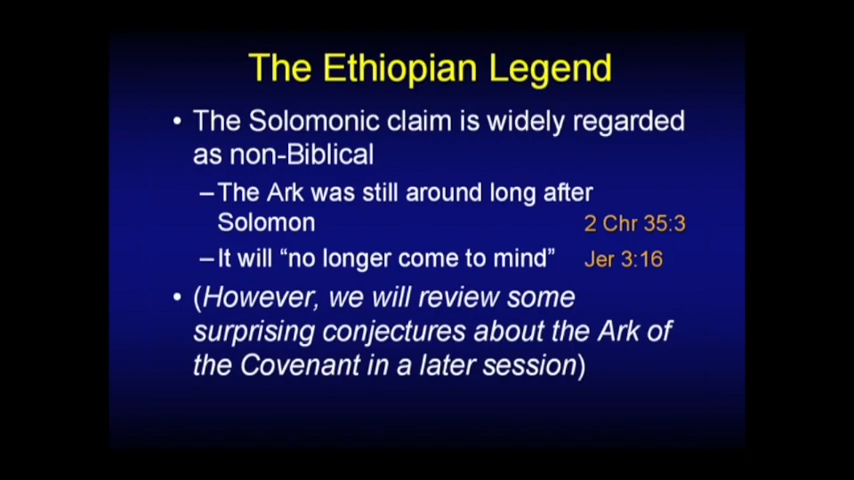 The Ethiopian Legend
• The Solomonic claim is widely regarded
as non-Biblical
–The Ark was still around long after
Solomon 2 Chr 35:3
–It will “no longer come to mind” Jer 3:16
• (However, we will review some
surprising conjectures about the Ark of
the Covenant in a later session)